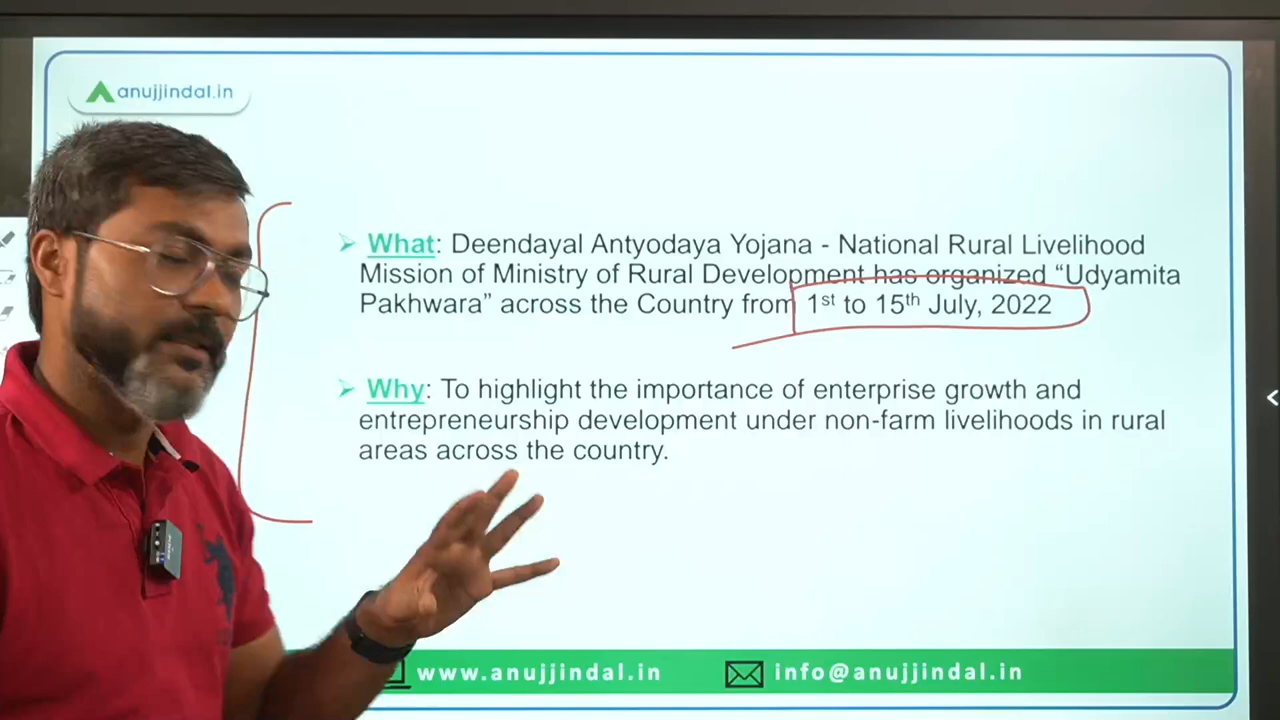 anujjindal.in
➢ What: Deendayal Antyodaya Yojana - National Rural Livelihood
Mission of Ministry of Rural Development has organized “Udyamita
Pakhwara” across the Country from 1st to 15th July, 2022
➢ Why: To highlight the importance of enterprise growth and
entrepreneurship development under non-farm livelihoods in rural
areas across the country.
www.anujjindal.in
info@anujjindal.in